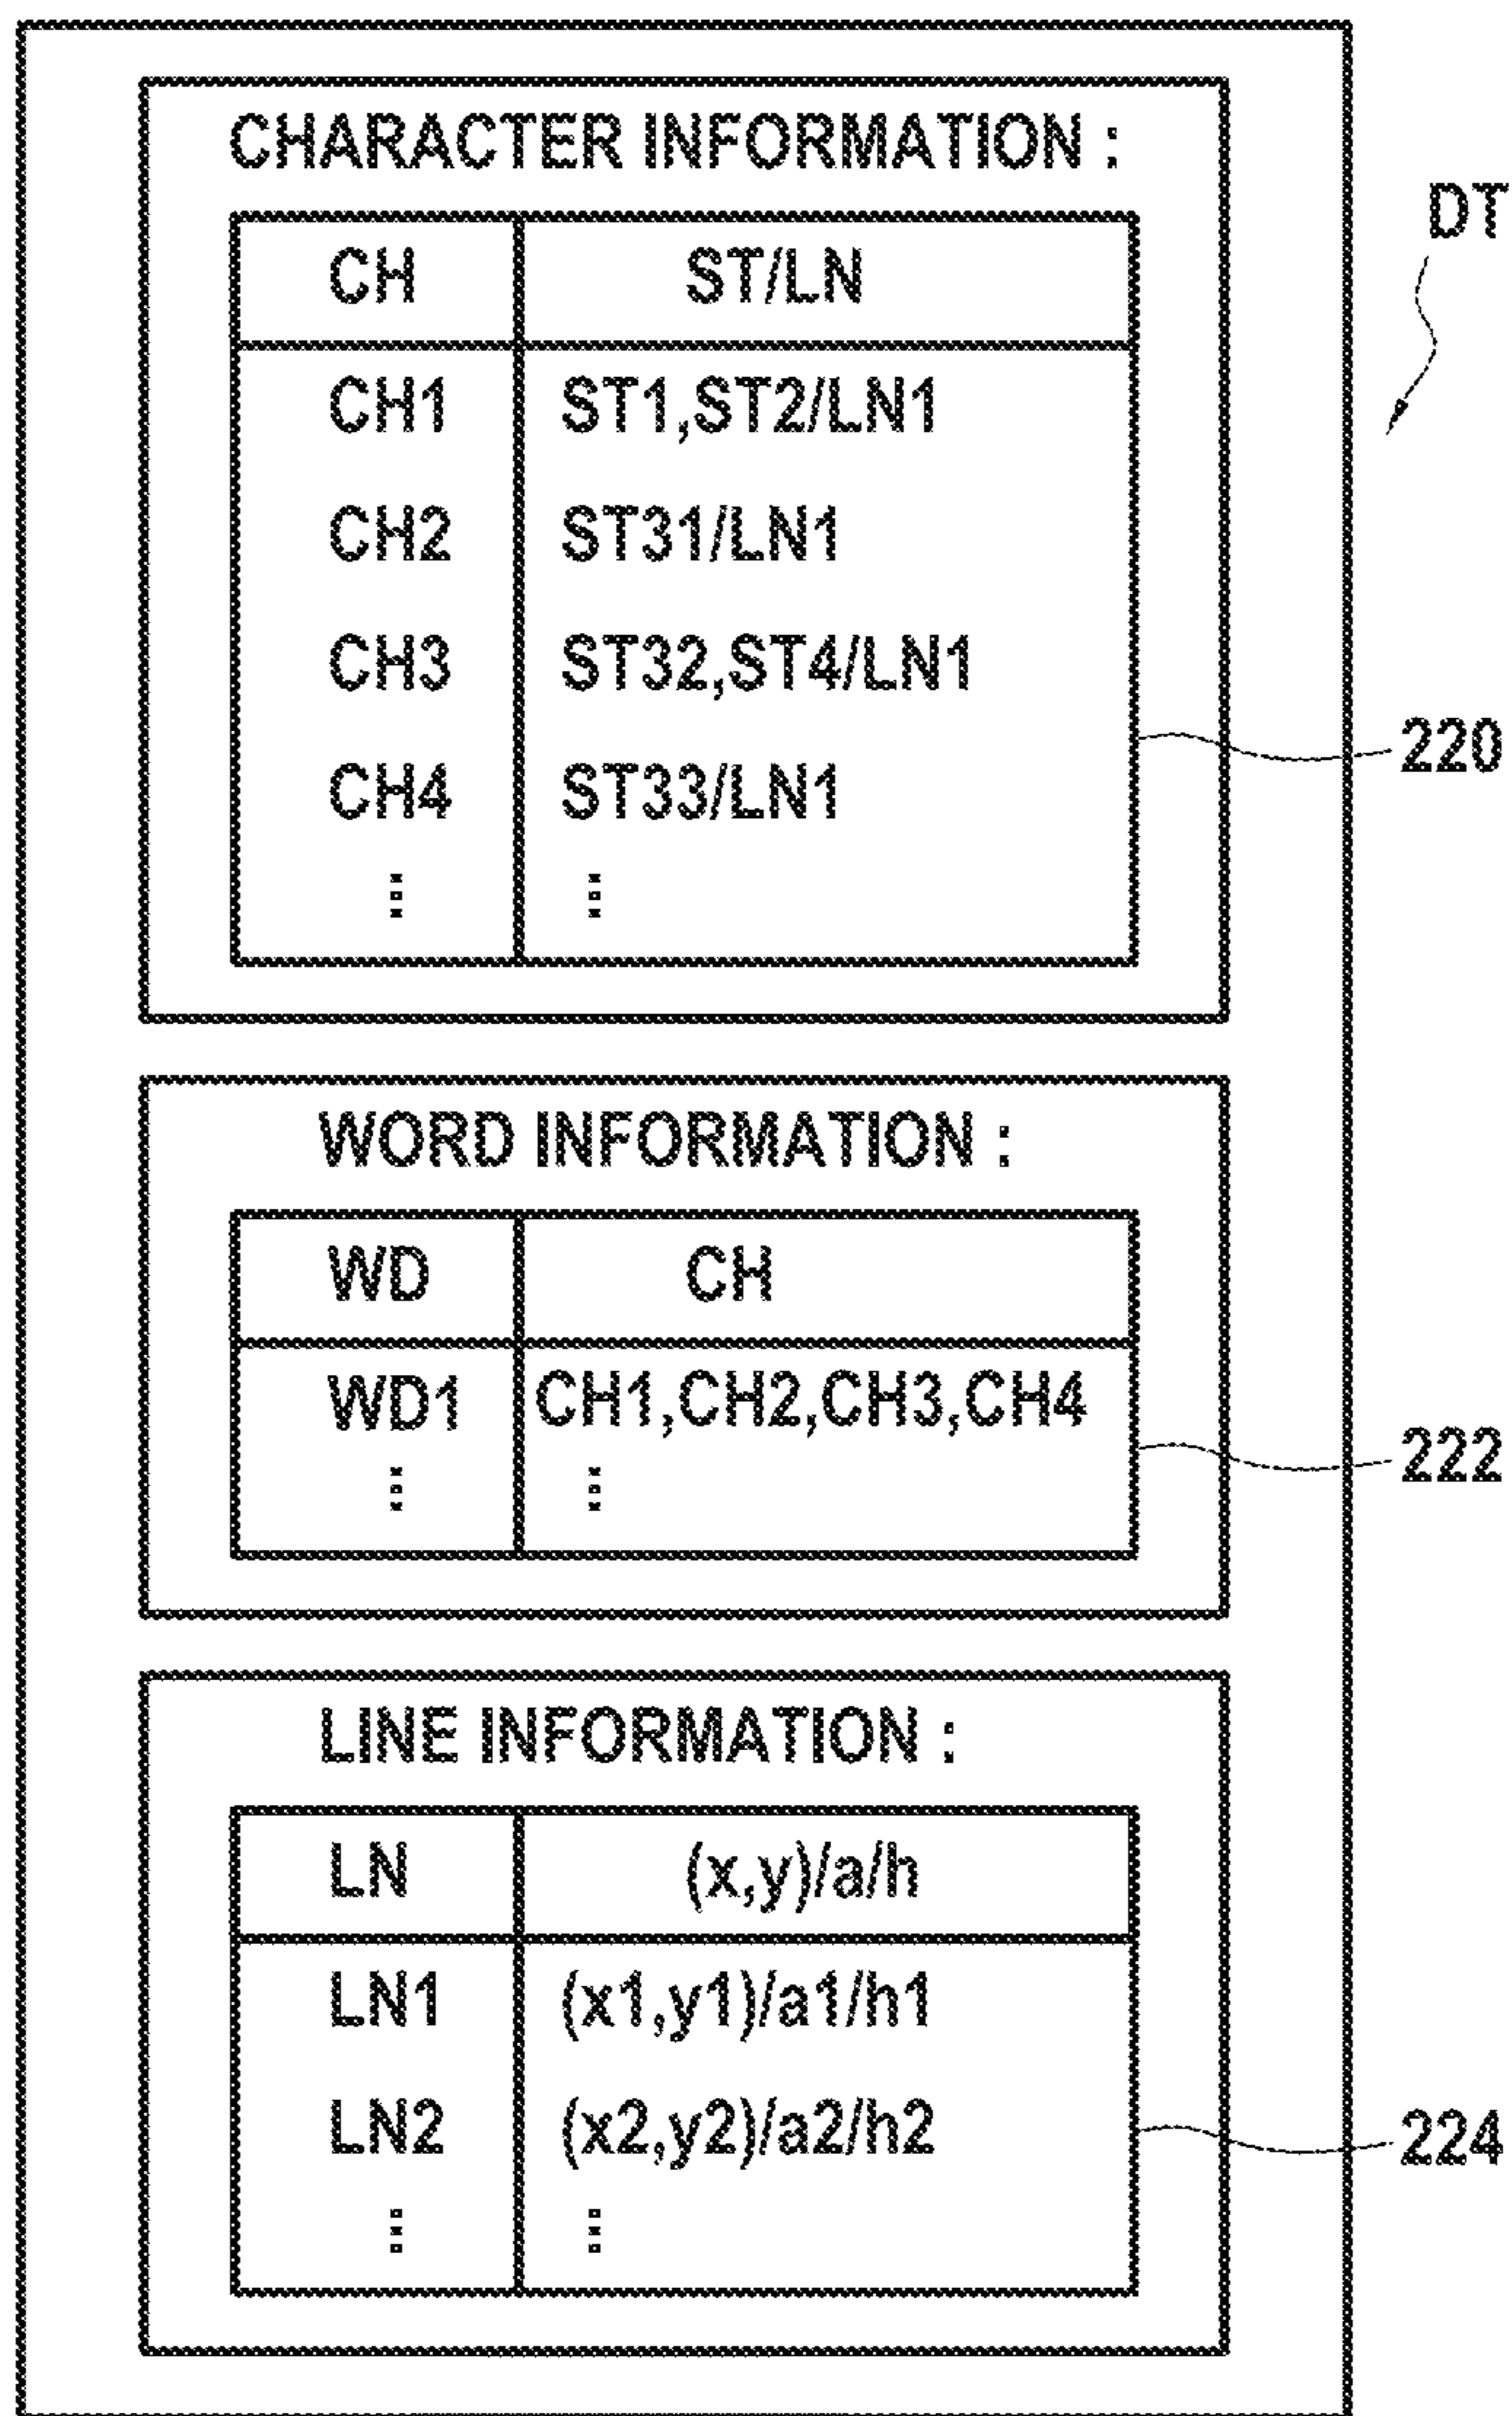 CHARACTER INFORMATION :
DT
CH ST/LN
CH1 ST1,ST2/LN1
CH2 ST31/LN1
CH3 ST32,ST4/LN1
220
CH4 ST33/LN1
⋮ ⋮
WORD INFORMATION :
WD CH
WD1 CH1,CH2,CH3,CH4
222
⋮ ⋮
LINE INFORMATION :
LN (x,y)/a/h
LN1 (x1,y1)/a1/h1
LN2 (x2,y2)/a2/h2
224
⋮ ⋮